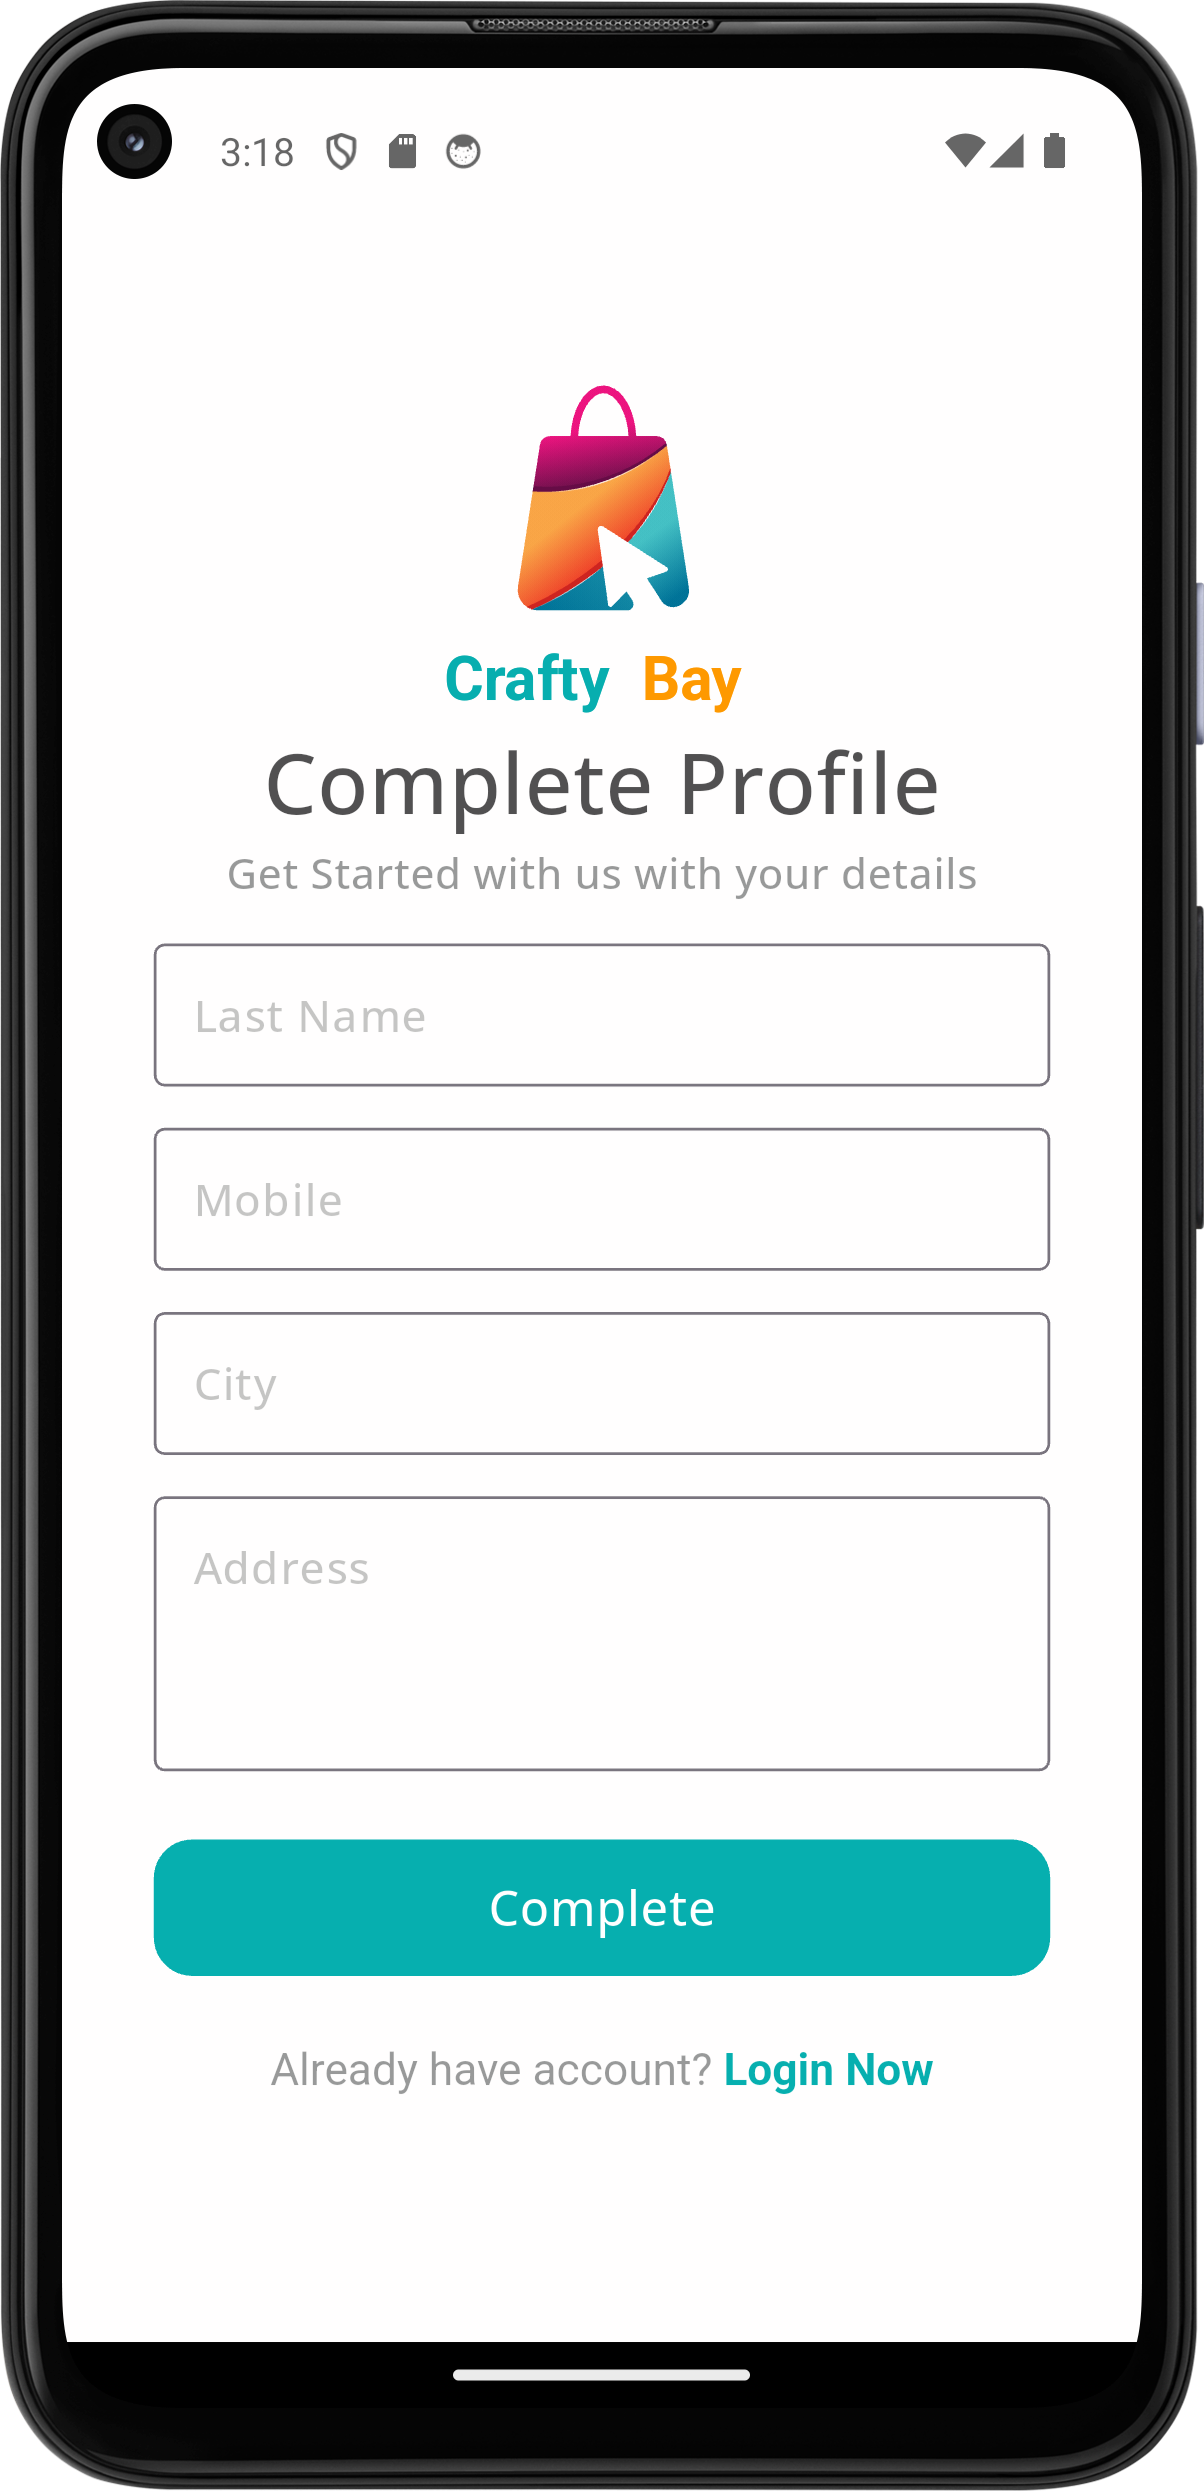 3:18
Crafty Bay
Complete Profile
Get Started with us with your details
Last Name
Mobile
City
Address
Complete
Already have account? Login Now